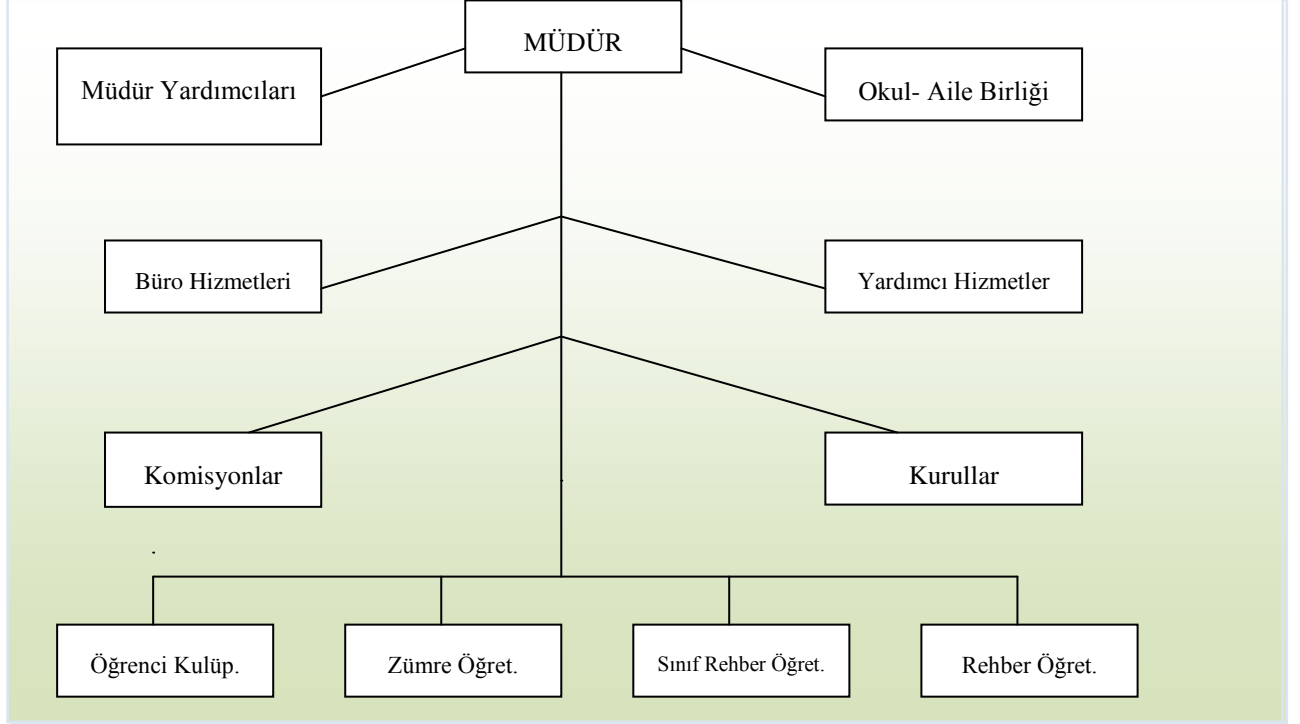 MÜDÜR
Müdür Yardımcıları
Okul- Aile Birliği
Büro Hizmetleri
Yardımcı Hizmetler
Komisyonlar
Kurullar
Öğrenci Kulüp.
Zümre Öğret.
Sınıf Rehber Öğret.
Rehber Öğret.